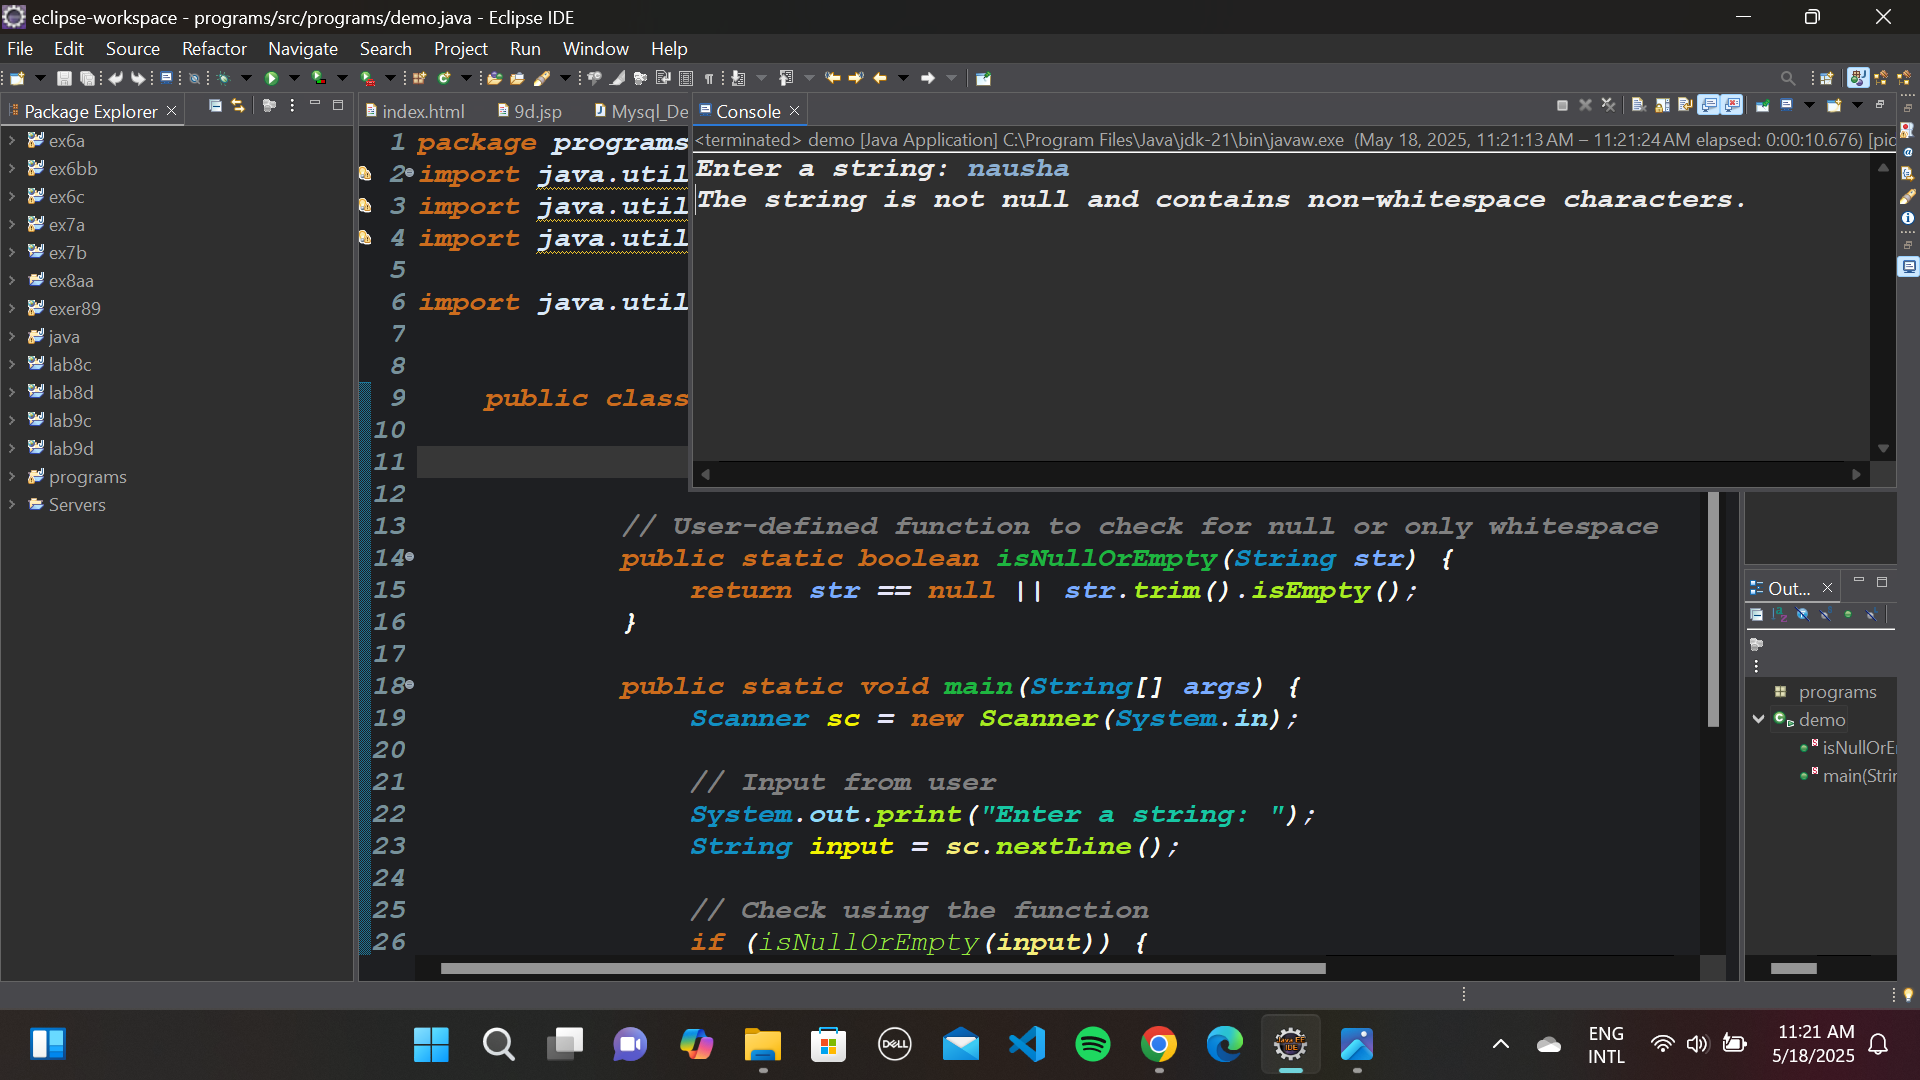 eclipse-workspace - programs/src/programs/demo.java - Eclipse IDE
File Edit Source Refactor Navigate Search Project Run Window Help
Package Explorer
ex6a
ex6bb
ex6c
ex7a
ex7b
ex8aa
exer89
java
lab8c
lab8d
lab9c
lab9d
programs
Servers
index.html 9d.jsp Mysql_De
1 package programs
2 import java.util
3 import java.util
4 import java.util
5
6 import java.util
7
8
9 public class
10
11
12
13 // User-defined function to check for null or only whitespace
14 public static boolean isNullOrEmpty(String str) {
15 return str == null || str.trim().isEmpty();
16 }
17
18 public static void main(String[] args) {
19 Scanner sc = new Scanner(System.in);
20
21 // Input from user
22 System.out.print("Enter a string: ");
23 String input = sc.nextLine();
24
25 // Check using the function
26 if (isNullOrEmpty(input)) {
Console
<terminated> demo [Java Application] C:\Program Files\Java\jdk-21\bin\javaw.exe (May 18, 2025, 11:21:13 AM – 11:21:24 AM elapsed: 0:00:10.676) [pid
Enter a string: nausha
The string is not null and contains non-whitespace characters.
Out...
programs
demo
isNullOrE
main(Strin
DELL
Java EE
IDE
ENG
INTL
11:21 AM
5/18/2025